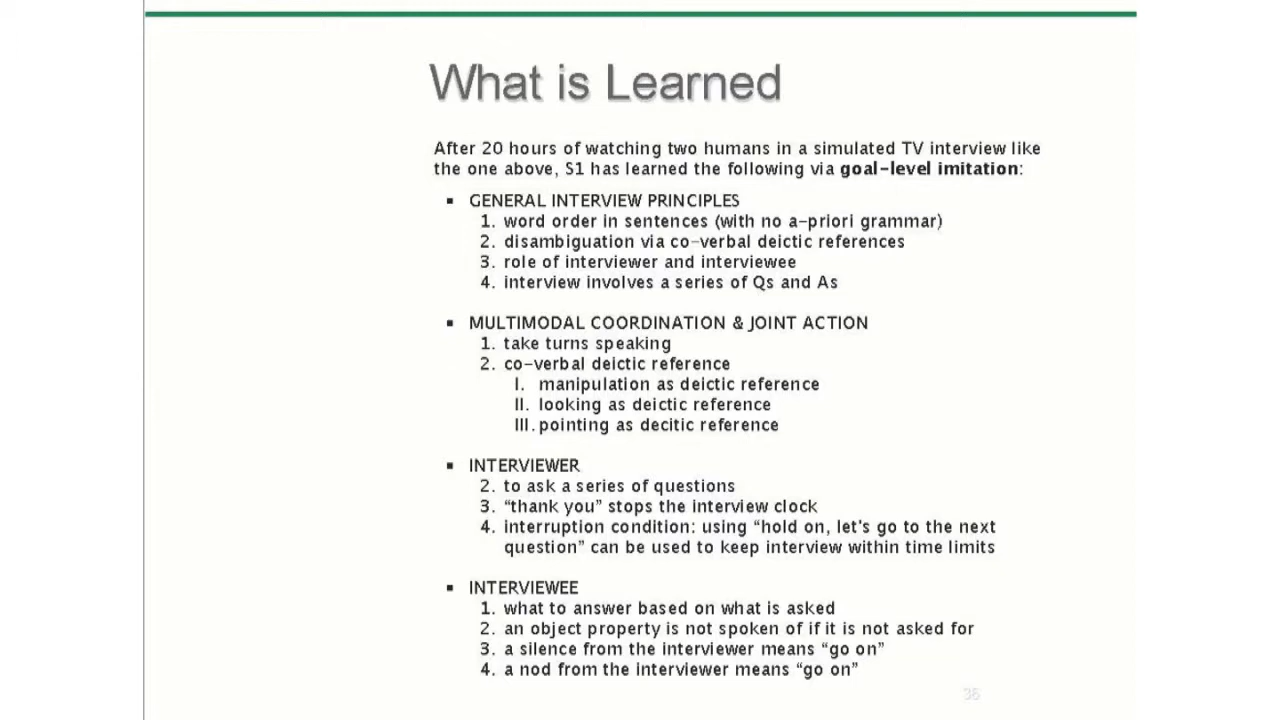 What is Learned
After 20 hours of watching two humans in a simulated TV interview like
the one above, S1 has learned the following via goal-level imitation:
▪ GENERAL INTERVIEW PRINCIPLES
1. word order in sentences (with no a-priori grammar)
2. disambiguation via co-verbal deictic references
3. role of interviewer and interviewee
4. interview involves a series of Qs and As
▪ MULTIMODAL COORDINATION & JOINT ACTION
1. take turns speaking
2. co-verbal deictic reference
I. manipulation as deictic reference
II. looking as deictic reference
III. pointing as decitic reference
▪ INTERVIEWER
2. to ask a series of questions
3. “thank you” stops the interview clock
4. interruption condition: using “hold on, let's go to the next
question” can be used to keep interview within time limits
▪ INTERVIEWEE
1. what to answer based on what is asked
2. an object property is not spoken of if it is not asked for
3. a silence from the interviewer means “go on”
4. a nod from the interviewer means “go on”
36